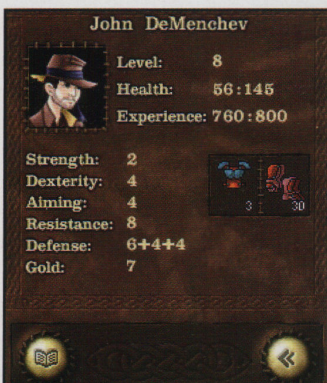 John DeMenchev
Level: 8
Health: 56:145
Experience: 760:800
Strength: 2
Dexterity: 4
Aiming: 4
Resistance: 8
Defense: 6+4+4
Gold: 7
3 30